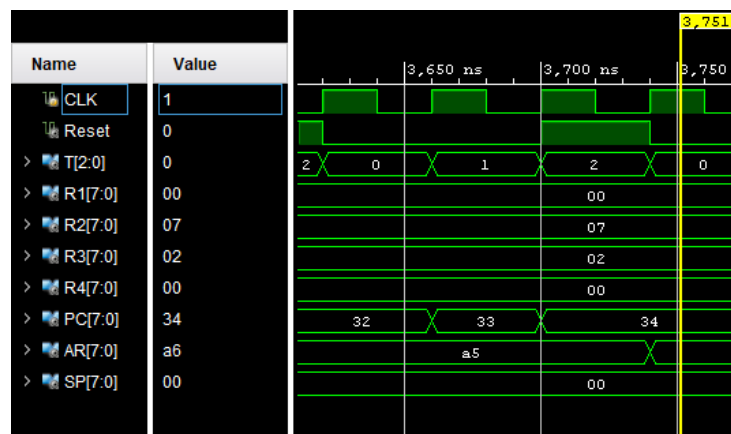 3,751
Name Value 3,650 ns 3,700 ns 3,750
CLK 1
Reset 0
T[2:0] 0 2 0 1 2 0
R1[7:0] 00 00
R2[7:0] 07 07
R3[7:0] 02 02
R4[7:0] 00 00
PC[7:0] 34 32 33 34
AR[7:0] a6 a5
SP[7:0] 00 00